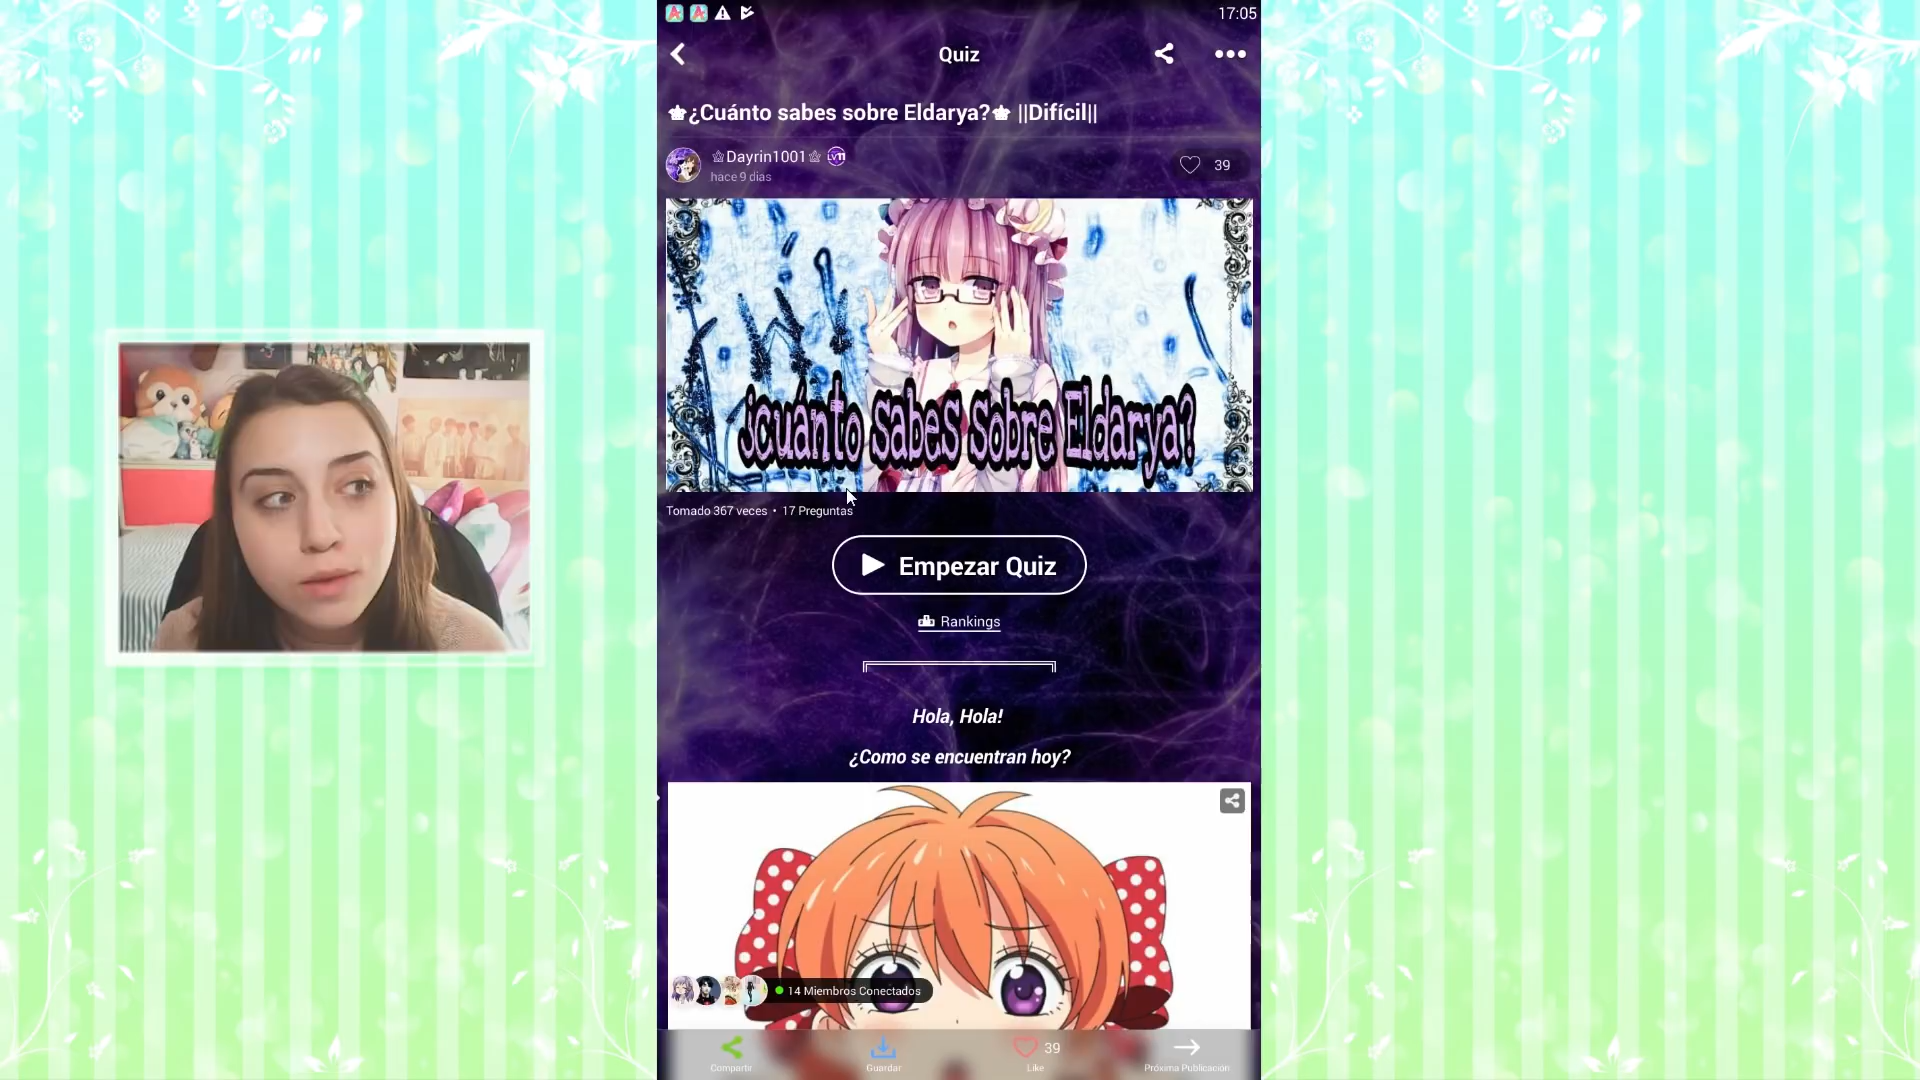 17:05
Quiz
♚¿Cuánto sabes sobre Eldarya?♚ ||Difícil||
☆Dayrin1001☆ LV11
hace 9 dias
39
¿cuánto sabes sobre Eldarya?
Tomado 367 veces • 17 Preguntas
Empezar Quiz
Rankings
Hola, Hola!
¿Como se encuentran hoy?
14 Miembros Conectados
39
Compartir Guardar Like Próxima Publicación